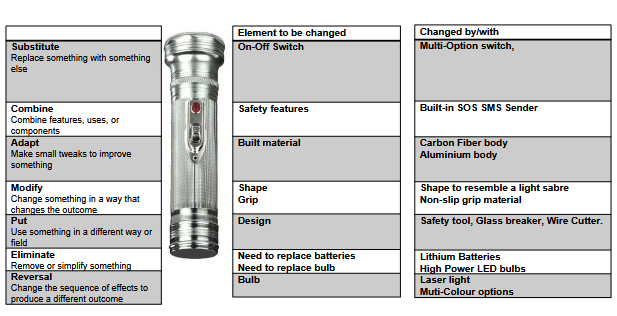 Element to be changed
Changed by/with
Substitute
Replace something with something
else
On-Off Switch
Multi-Option switch,
Combine
Combine features, uses, or
components
Safety features
Built-in SOS SMS Sender
Adapt
Make small tweaks to improve
something
Built material
Carbon Fiber body
Aluminium body
Modify
Change something in a way that
changes the outcome
Shape
Grip
Shape to resemble a light sabre
Non-slip grip material
Put
Use something in a different way or
field
Design
Safety tool, Glass breaker, Wire Cutter.
Eliminate
Remove or simplify something
Need to replace batteries
Need to replace bulb
Lithium Batteries
High Power LED bulbs
Reversal
Change the sequence of effects to
produce a different outcome
Bulb
Laser light
Muti-Colour options